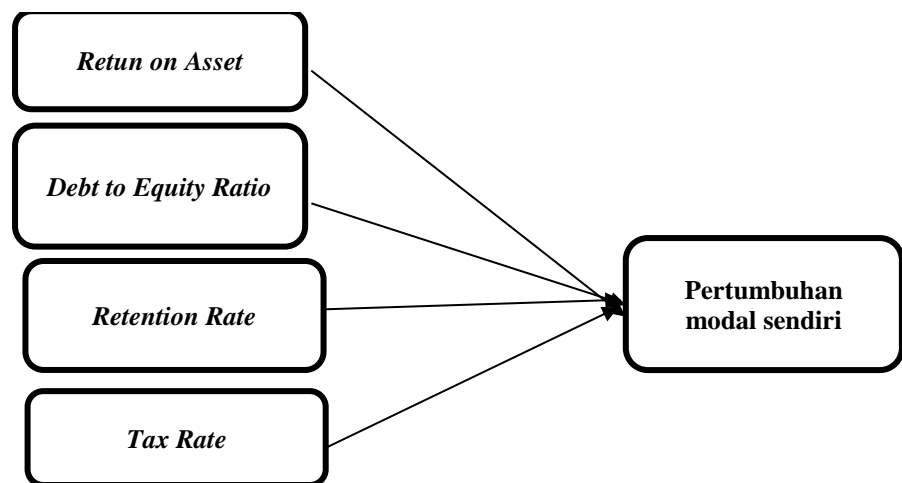 Retun on Asset
Debt to Equity Ratio
Retention Rate
Tax Rate
Pertumbuhan
modal sendiri